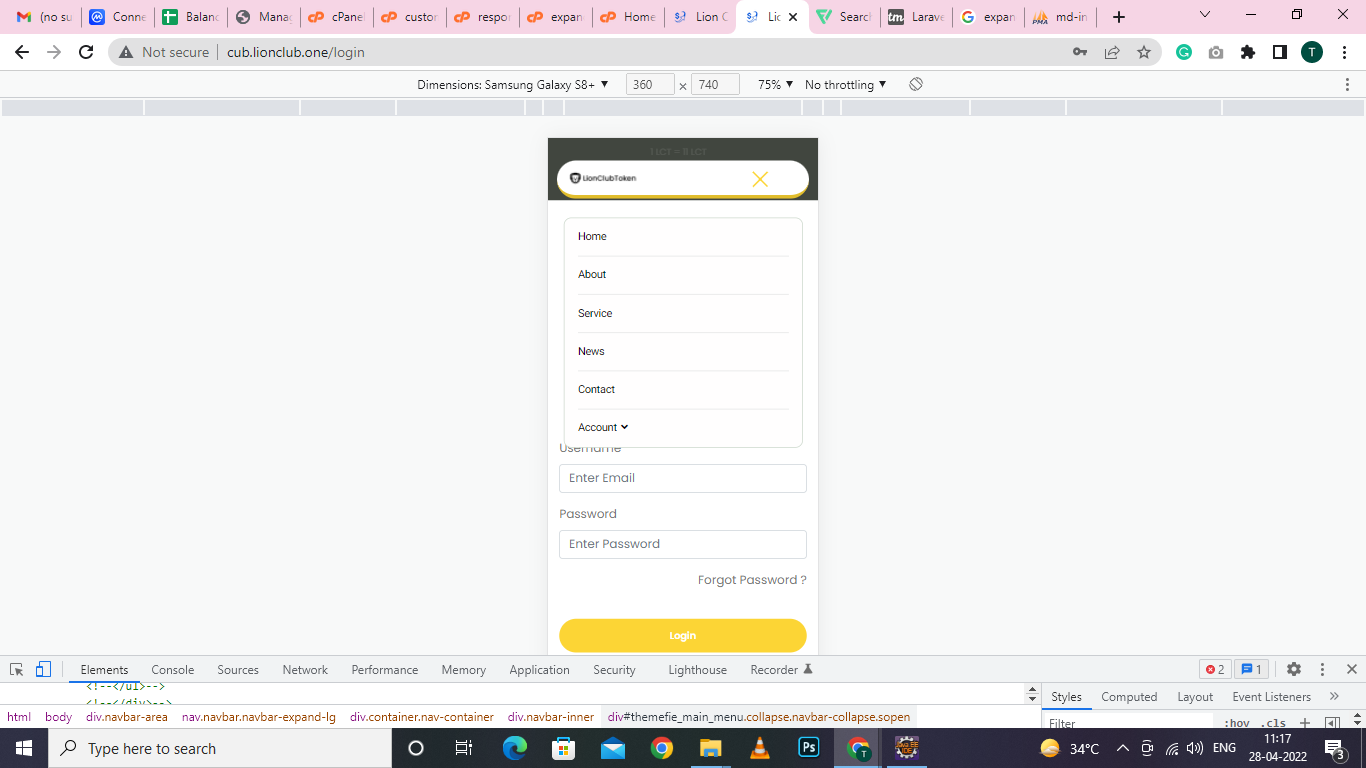 (no su
Conne
Balanc
Manag
cPanel
custor
respor
expan
Home
Lion C
Lic
Search
tm
Larave
expan
PMA
md-in
Not secure
cub.lionclub.one/login
T
Dimensions: Samsung Galaxy S8+
360 × 740
75%
No throttling
LionClubToken
Home
About
Service
News
Contact
Account
Username
Enter Email
Password
Enter Password
Forgot Password ?
Login
Elements
Console
Sources
Network
Performance
Memory
Application
Security
Lighthouse
Recorder
2
1
<!--</ul>-->
<!--</div>-->
Styles
Computed
Layout
Event Listeners
»
html
body
div.navbar-area
nav.navbar.navbar-expand-lg
div.container.nav-container
div.navbar-inner
div#themefie_main_menu.collapse.navbar-collapse.sopen
Filter
:hov
.cls
Type here to search
Ps
T
34°C
ENG
11:17
28-04-2022
3